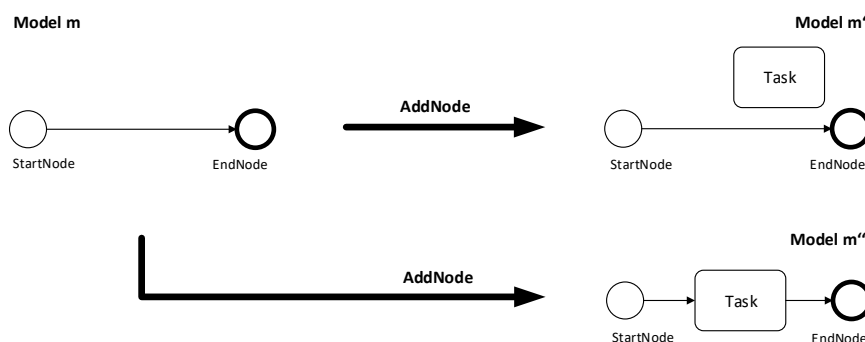 Model m
Model m‘
Task
AddNode
StartNode
EndNode
StartNode
EndNode
Model m‘‘
AddNode
Task
StartNode
EndNode